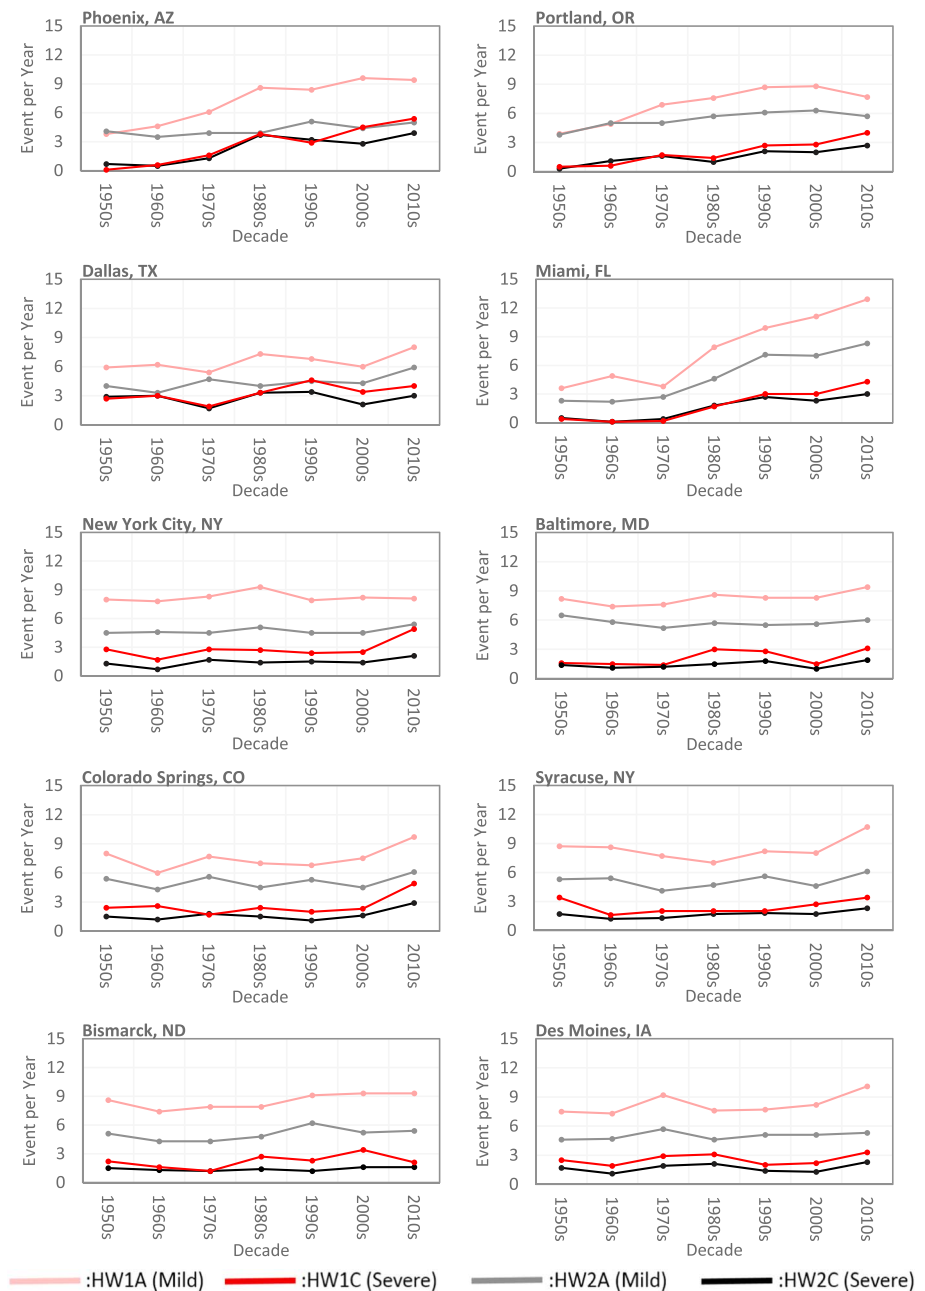 Phoenix, AZ
Event per Year
15
12
9
6
3
0
1950s 1960s 1970s 1980s 1990s 2000s 2010s
Decade
Portland, OR
Event per Year
15
12
9
6
3
0
1950s 1960s 1970s 1980s 1990s 2000s 2010s
Decade
Dallas, TX
Event per Year
15
12
9
6
3
0
1950s 1960s 1970s 1980s 1990s 2000s 2010s
Decade
Miami, FL
Event per Year
15
12
9
6
3
0
1950s 1960s 1970s 1980s 1990s 2000s 2010s
Decade
New York City, NY
Event per Year
15
12
9
6
3
0
1950s 1960s 1970s 1980s 1990s 2000s 2010s
Decade
Baltimore, MD
Event per Year
15
12
9
6
3
0
1950s 1960s 1970s 1980s 1990s 2000s 2010s
Decade
Colorado Springs, CO
Event per Year
15
12
9
6
3
0
1950s 1960s 1970s 1980s 1990s 2000s 2010s
Decade
Syracuse, NY
Event per Year
15
12
9
6
3
0
1950s 1960s 1970s 1980s 1990s 2000s 2010s
Decade
Bismarck, ND
Event per Year
15
12
9
6
3
0
1950s 1960s 1970s 1980s 1990s 2000s 2010s
Decade
Des Moines, IA
Event per Year
15
12
9
6
3
0
1950s 1960s 1970s 1980s 1990s 2000s 2010s
Decade
:HW1A (Mild) :HW1C (Severe) :HW2A (Mild) :HW2C (Severe)